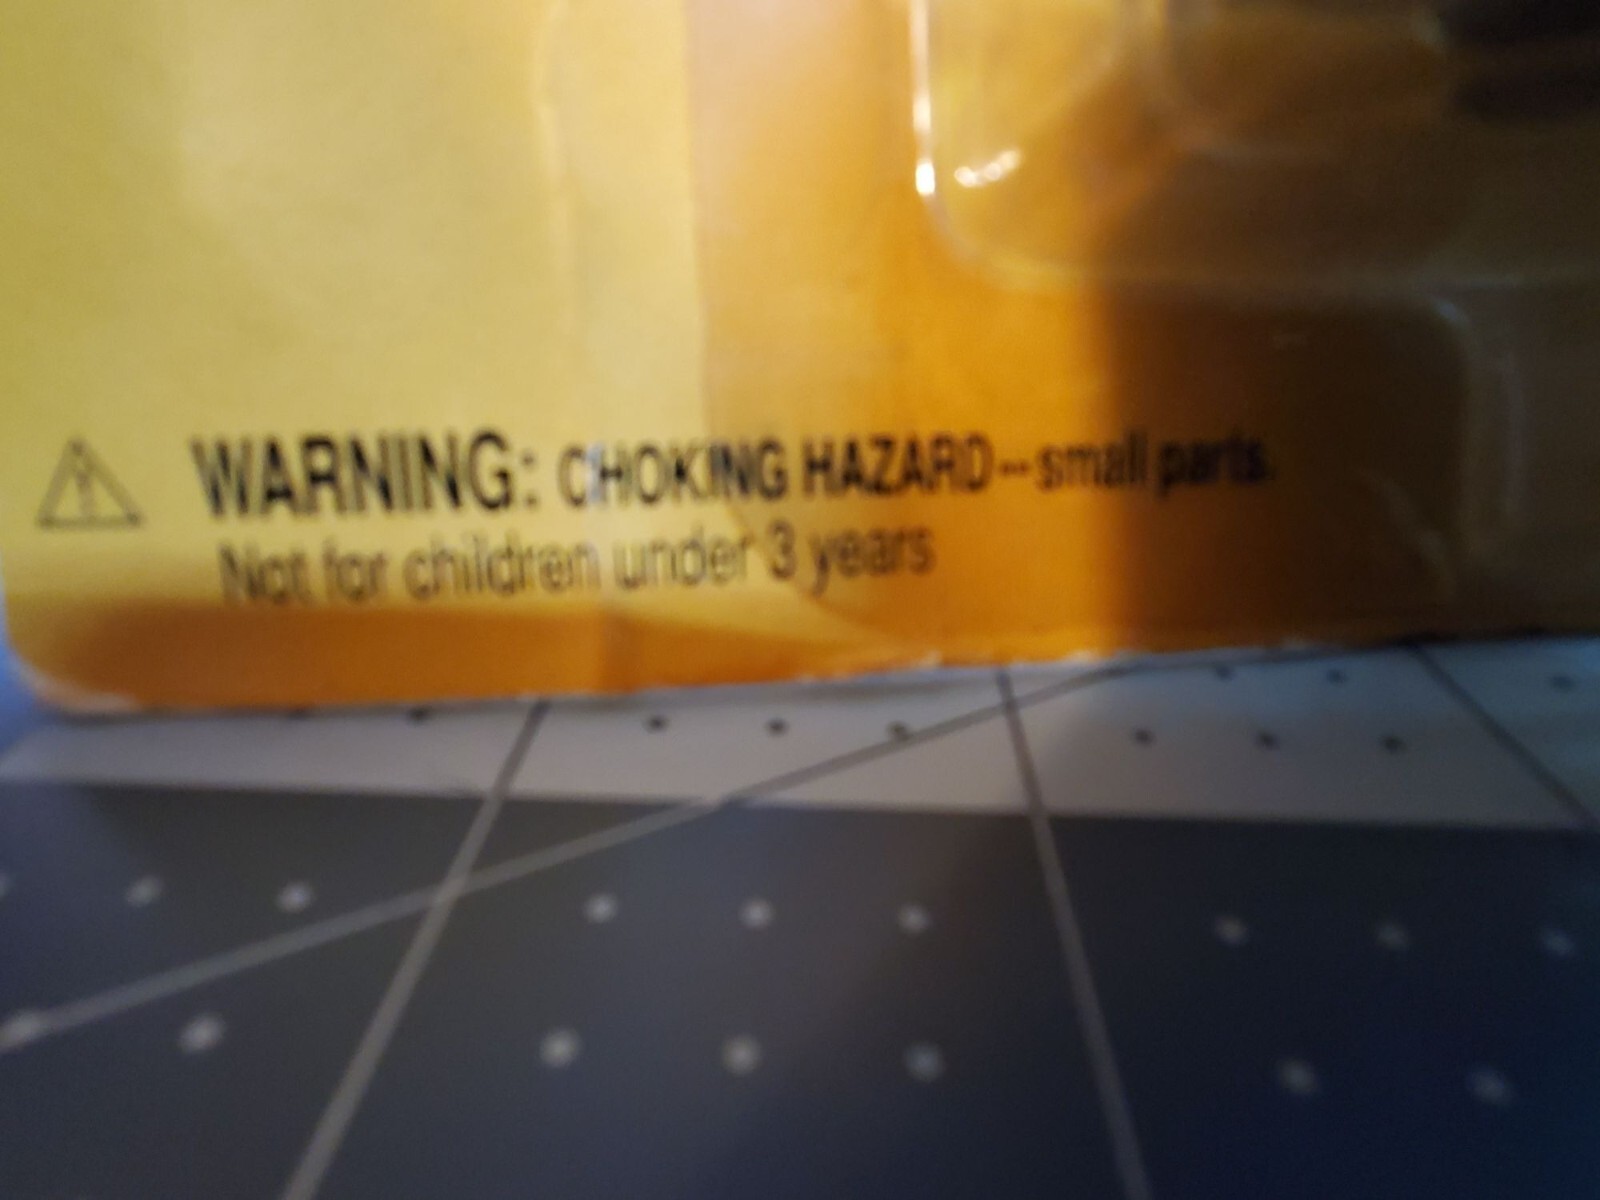 WARNING: CHOKING HAZARD--small parts.
Not for children under 3 years